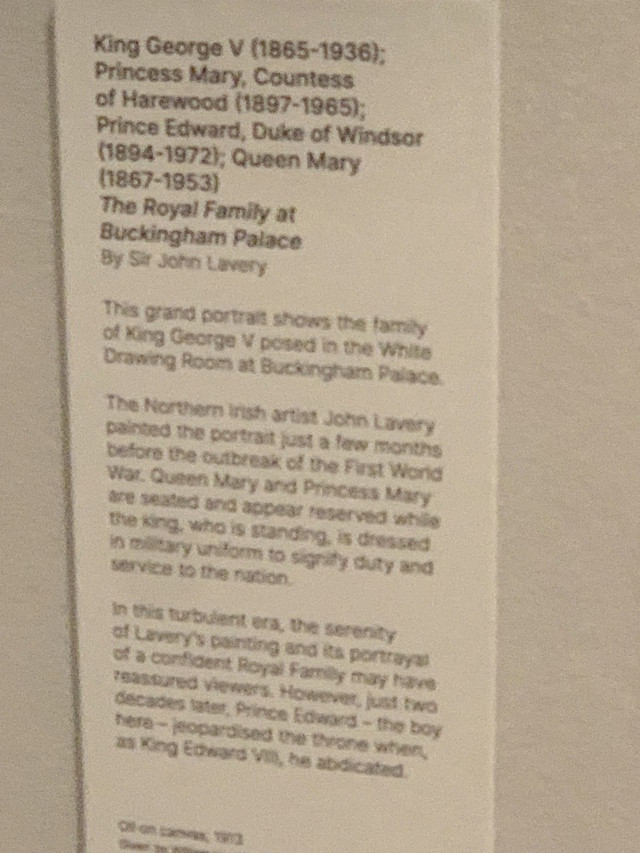 King George V (1865-1936);
Princess Mary, Countess
of Harewood (1897-1965);
Prince Edward, Duke of Windsor
(1894-1972); Queen Mary
(1867-1953)
The Royal Family at
Buckingham Palace
By Sir John Lavery
This grand portrait shows the family
of King George V posed in the White
Drawing Room at Buckingham Palace.
The Northern Irish artist John Lavery
painted the portrait just a few months
before the outbreak of the First World
War. Queen Mary and Princess Mary
are seated and appear reserved while
the king, who is standing, is dressed
in military uniform to signify duty and
service to the nation.
In this turbulent era, the serenity
of Lavery's painting and its portrayal
of a confident Royal Family may have
reassured viewers. However, just two
decades later, Prince Edward – the boy
here – jeopardised the throne when,
as King Edward VIII, he abdicated.
Oil on canvas, 1913